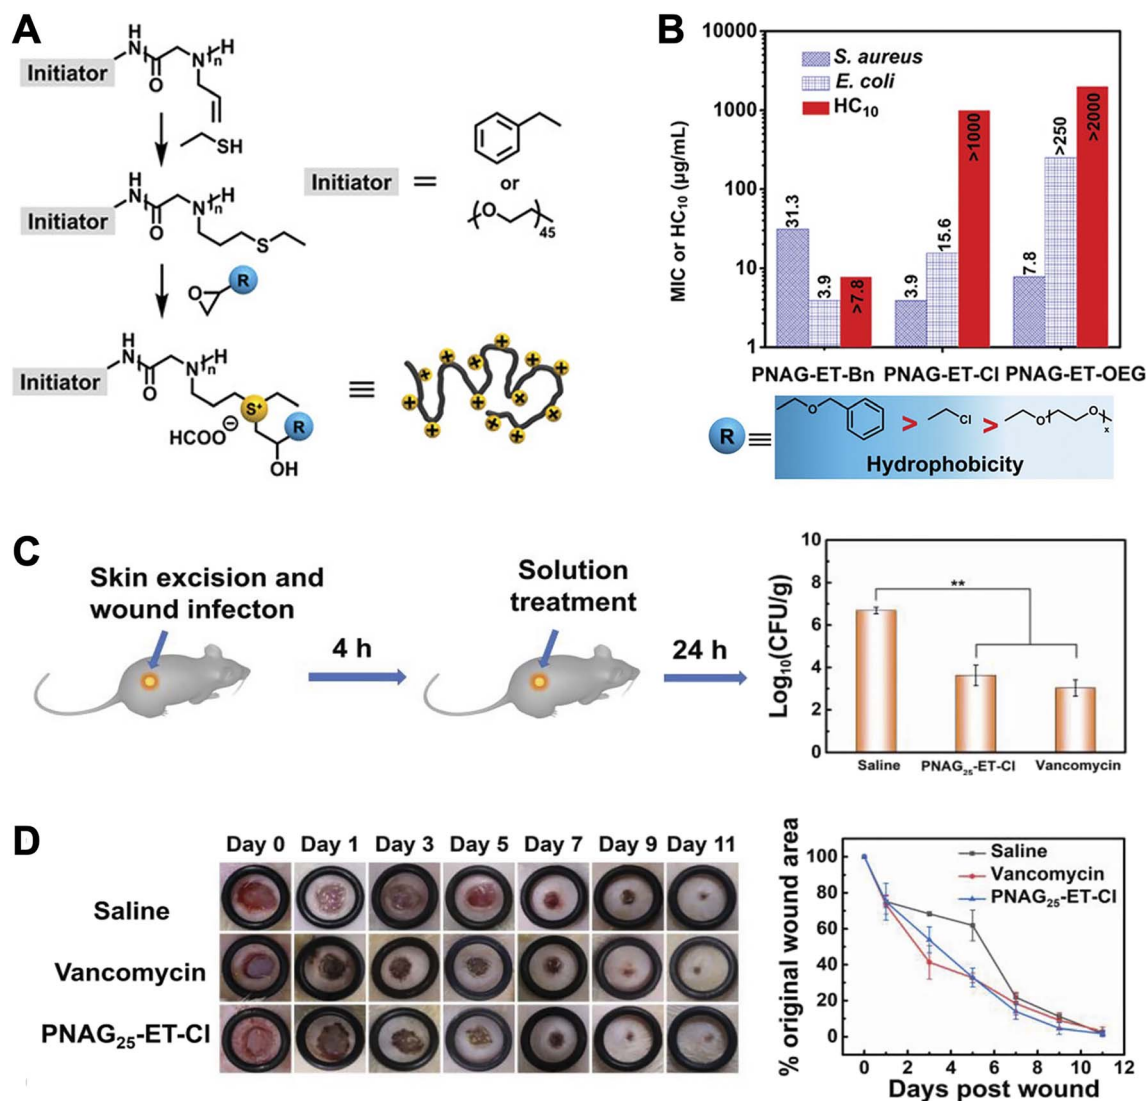 A
H
N
n
N
H
O
Initiator
SH
H
N
n
N
H
O
Initiator
S
Initiator = 
or
O
45
O
R
H
N
n
N
H
O
Initiator
S+
HCOO⊖
R
OH
≡
+ + + + + + + + + + + +
B
MIC or HC10 (µg/mL)
10000
1000
100
10
1
S. aureus
E. coli
HC10
31.3
3.9
>7.8
3.9
15.6
>1000
7.8
>250
>2000
PNAG-ET-Bn PNAG-ET-Cl PNAG-ET-OEG
R ≡ O > Cl > O O x
Hydrophobicity
C
Skin excision and
wound infecton
4 h
Solution
treatment
24 h
Log10(CFU/g)
10
8
6
4
2
0
**
Saline PNAG25-ET-Cl Vancomycin
D
Day 0 Day 1 Day 3 Day 5 Day 7 Day 9 Day 11
Saline
Vancomycin
PNAG25-ET-Cl
% original wound area
100
80
60
40
20
0
Saline
Vancomycin
PNAG25-ET-Cl
0 2 4 6 8 10 12
Days post wound